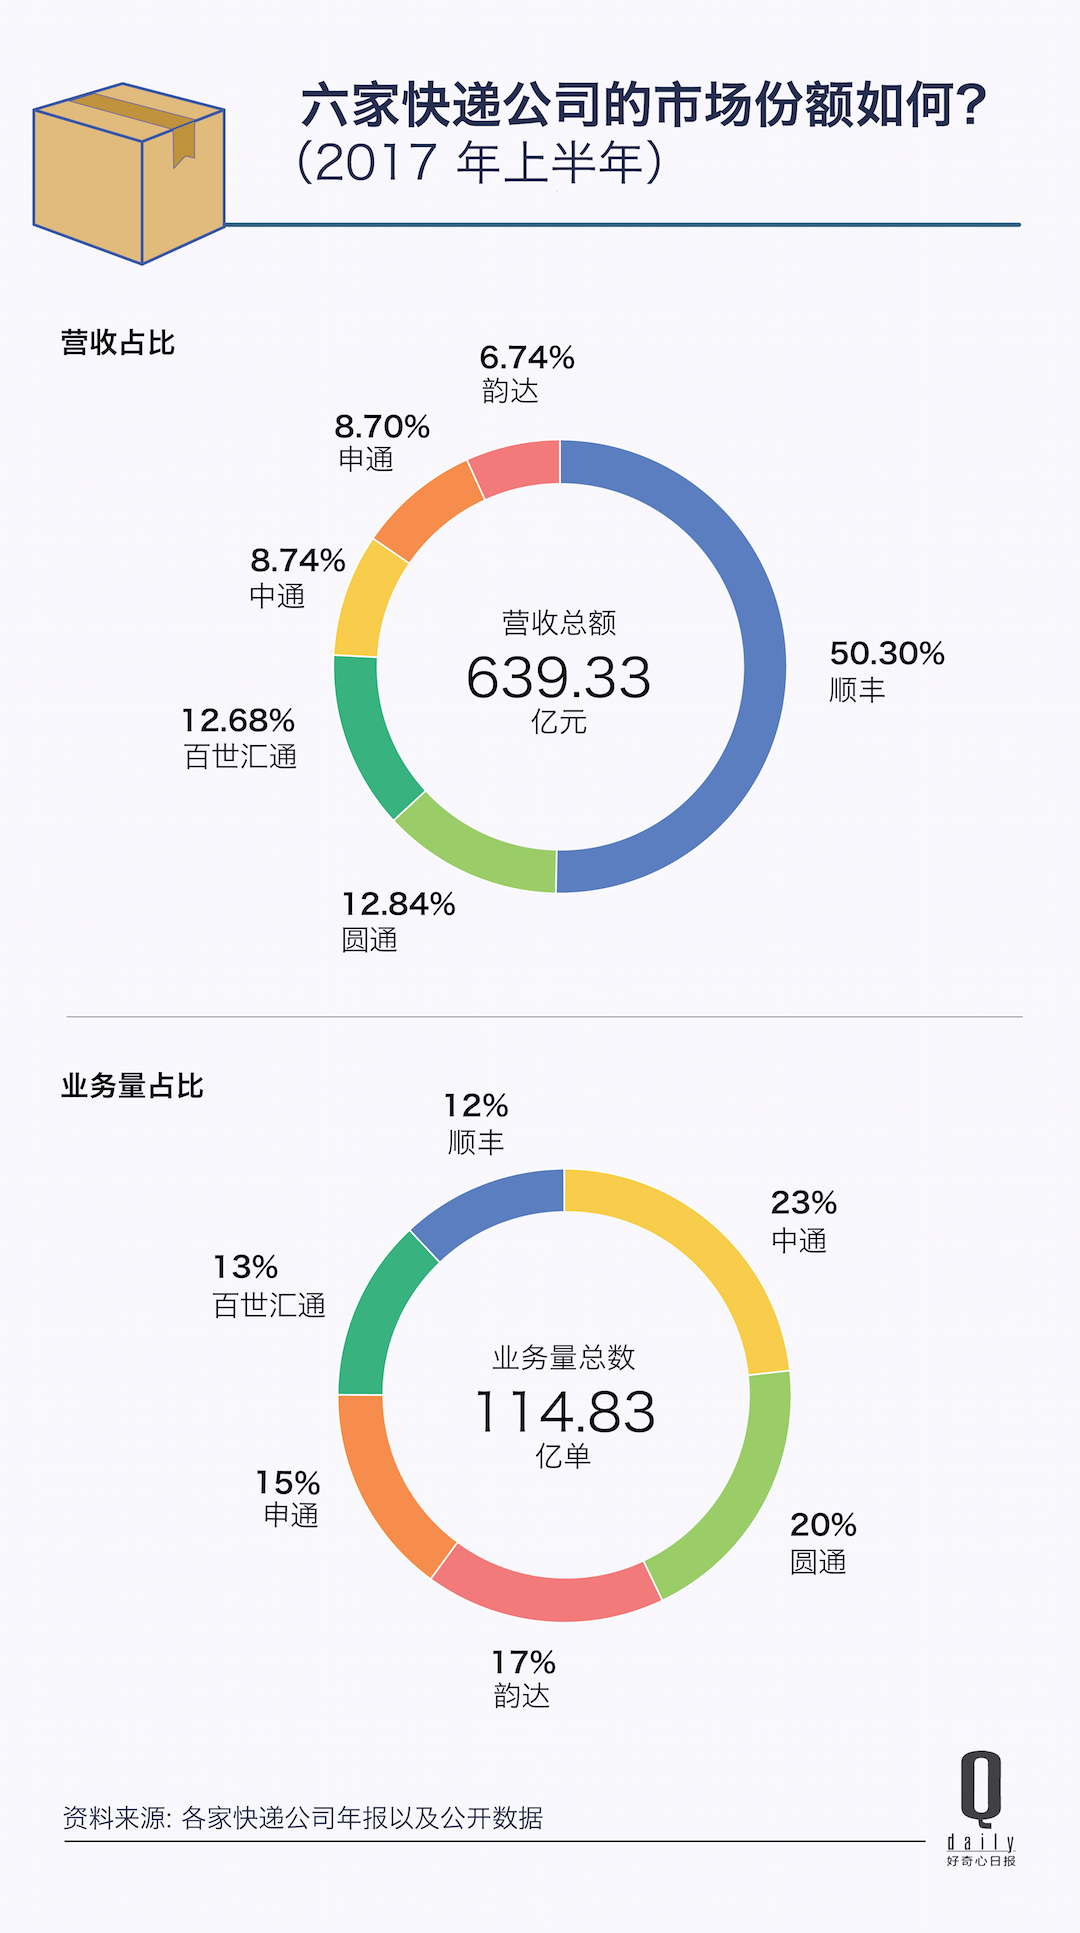 六家快递公司的市场份额如何?
(2017 年上半年)
营收占比
6.74%
韵达
8.70%
申通
8.74%
中通
50.30%
顺丰
12.68%
百世汇通
12.84%
圆通
营收总额
639.33
亿元
业务量占比
12%
顺丰
23%
中通
13%
百世汇通
20%
圆通
15%
申通
17%
韵达
业务量总数
114.83
亿单
资料来源: 各家快递公司年报以及公开数据
Q
daily
好奇心日报